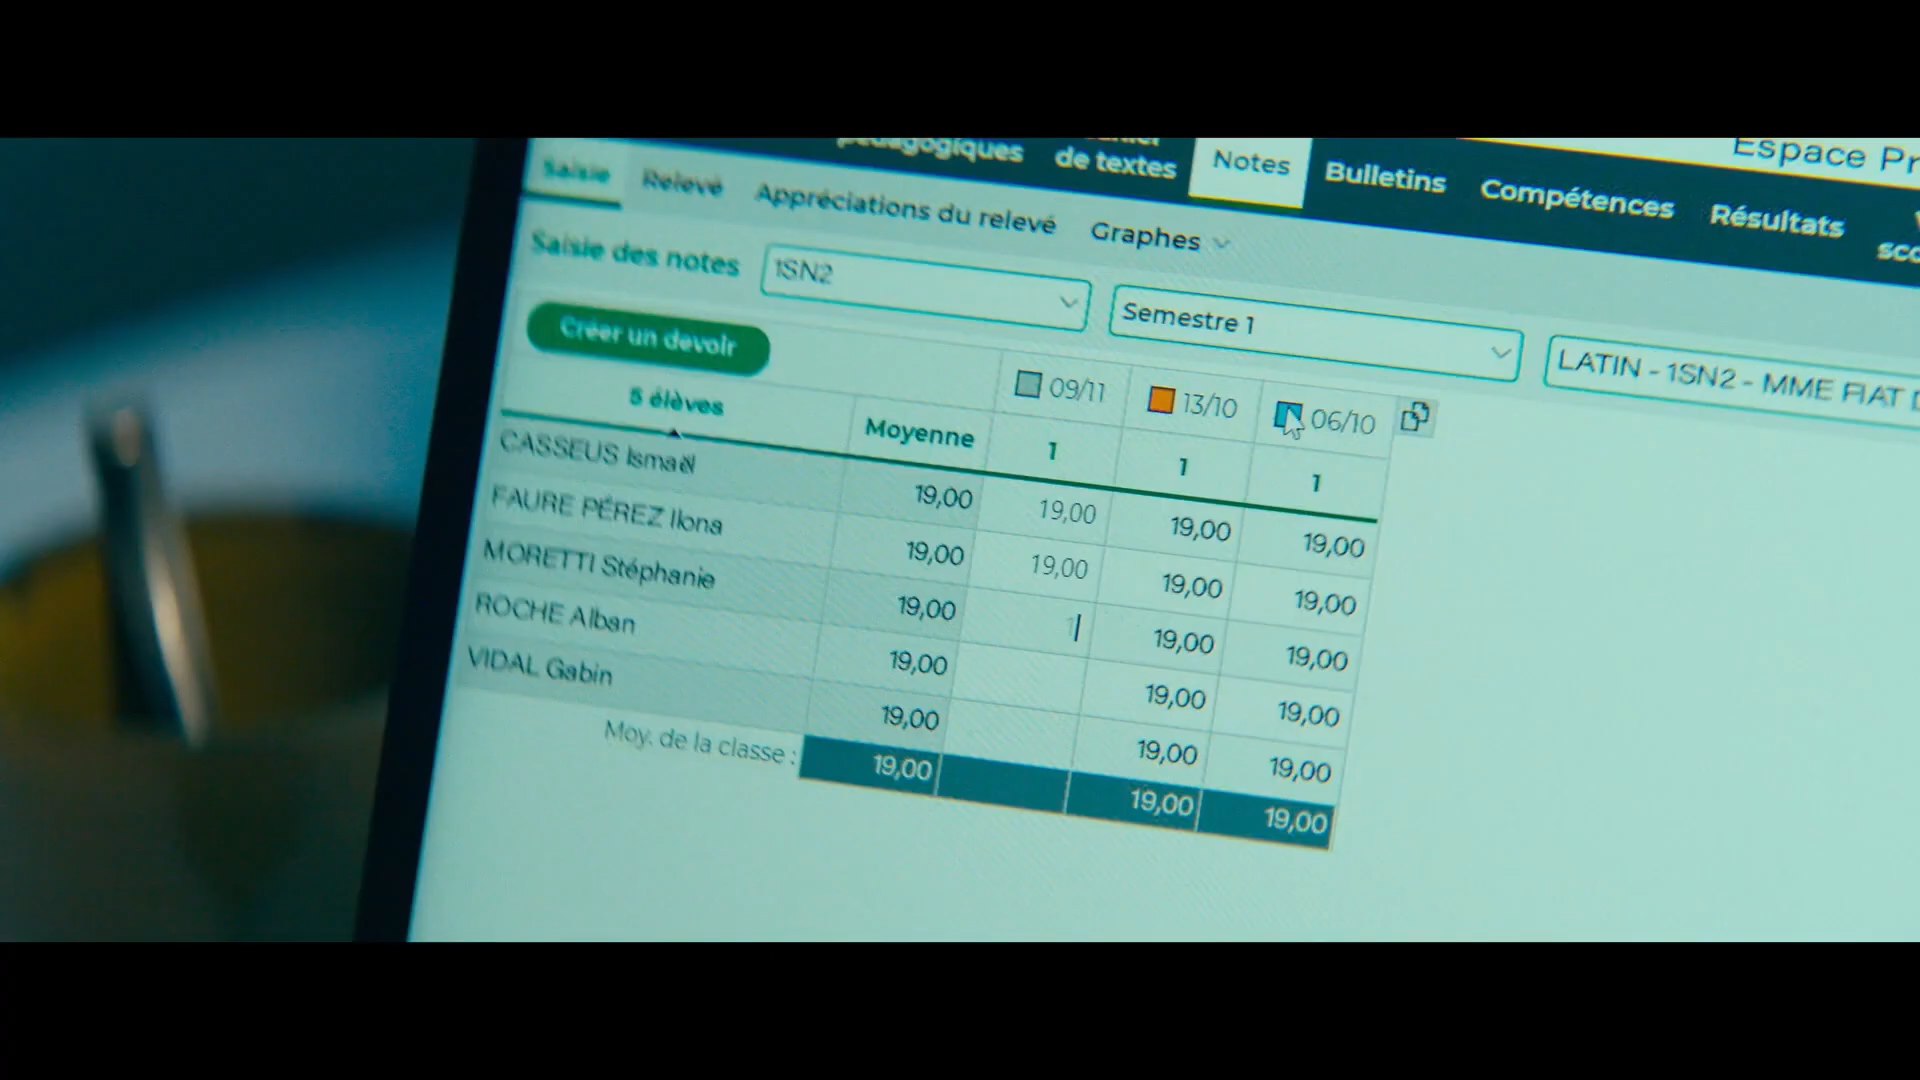 pédagogiques
de textes
Notes
Bulletins
Compétences
Résultats
Espace Pr
Saisie
Relevé
Appréciations du relevé
Graphes
Saisie des notes
1SN2
Semestre 1
LATIN - 1SN2 - MME FIAT D
Créer un devoir
5 élèves
Moyenne
09/11
13/10
06/10
1 1 1
CASSEUS Ismaël 19,00 19,00 19,00 19,00
FAURE PÉREZ Ilona 19,00 19,00 19,00 19,00
MORETTI Stéphanie 19,00 1 19,00 19,00
ROCHE Alban 19,00 19,00 19,00
VIDAL Gabin 19,00 19,00 19,00
Moy. de la classe : 19,00 19,00 19,00